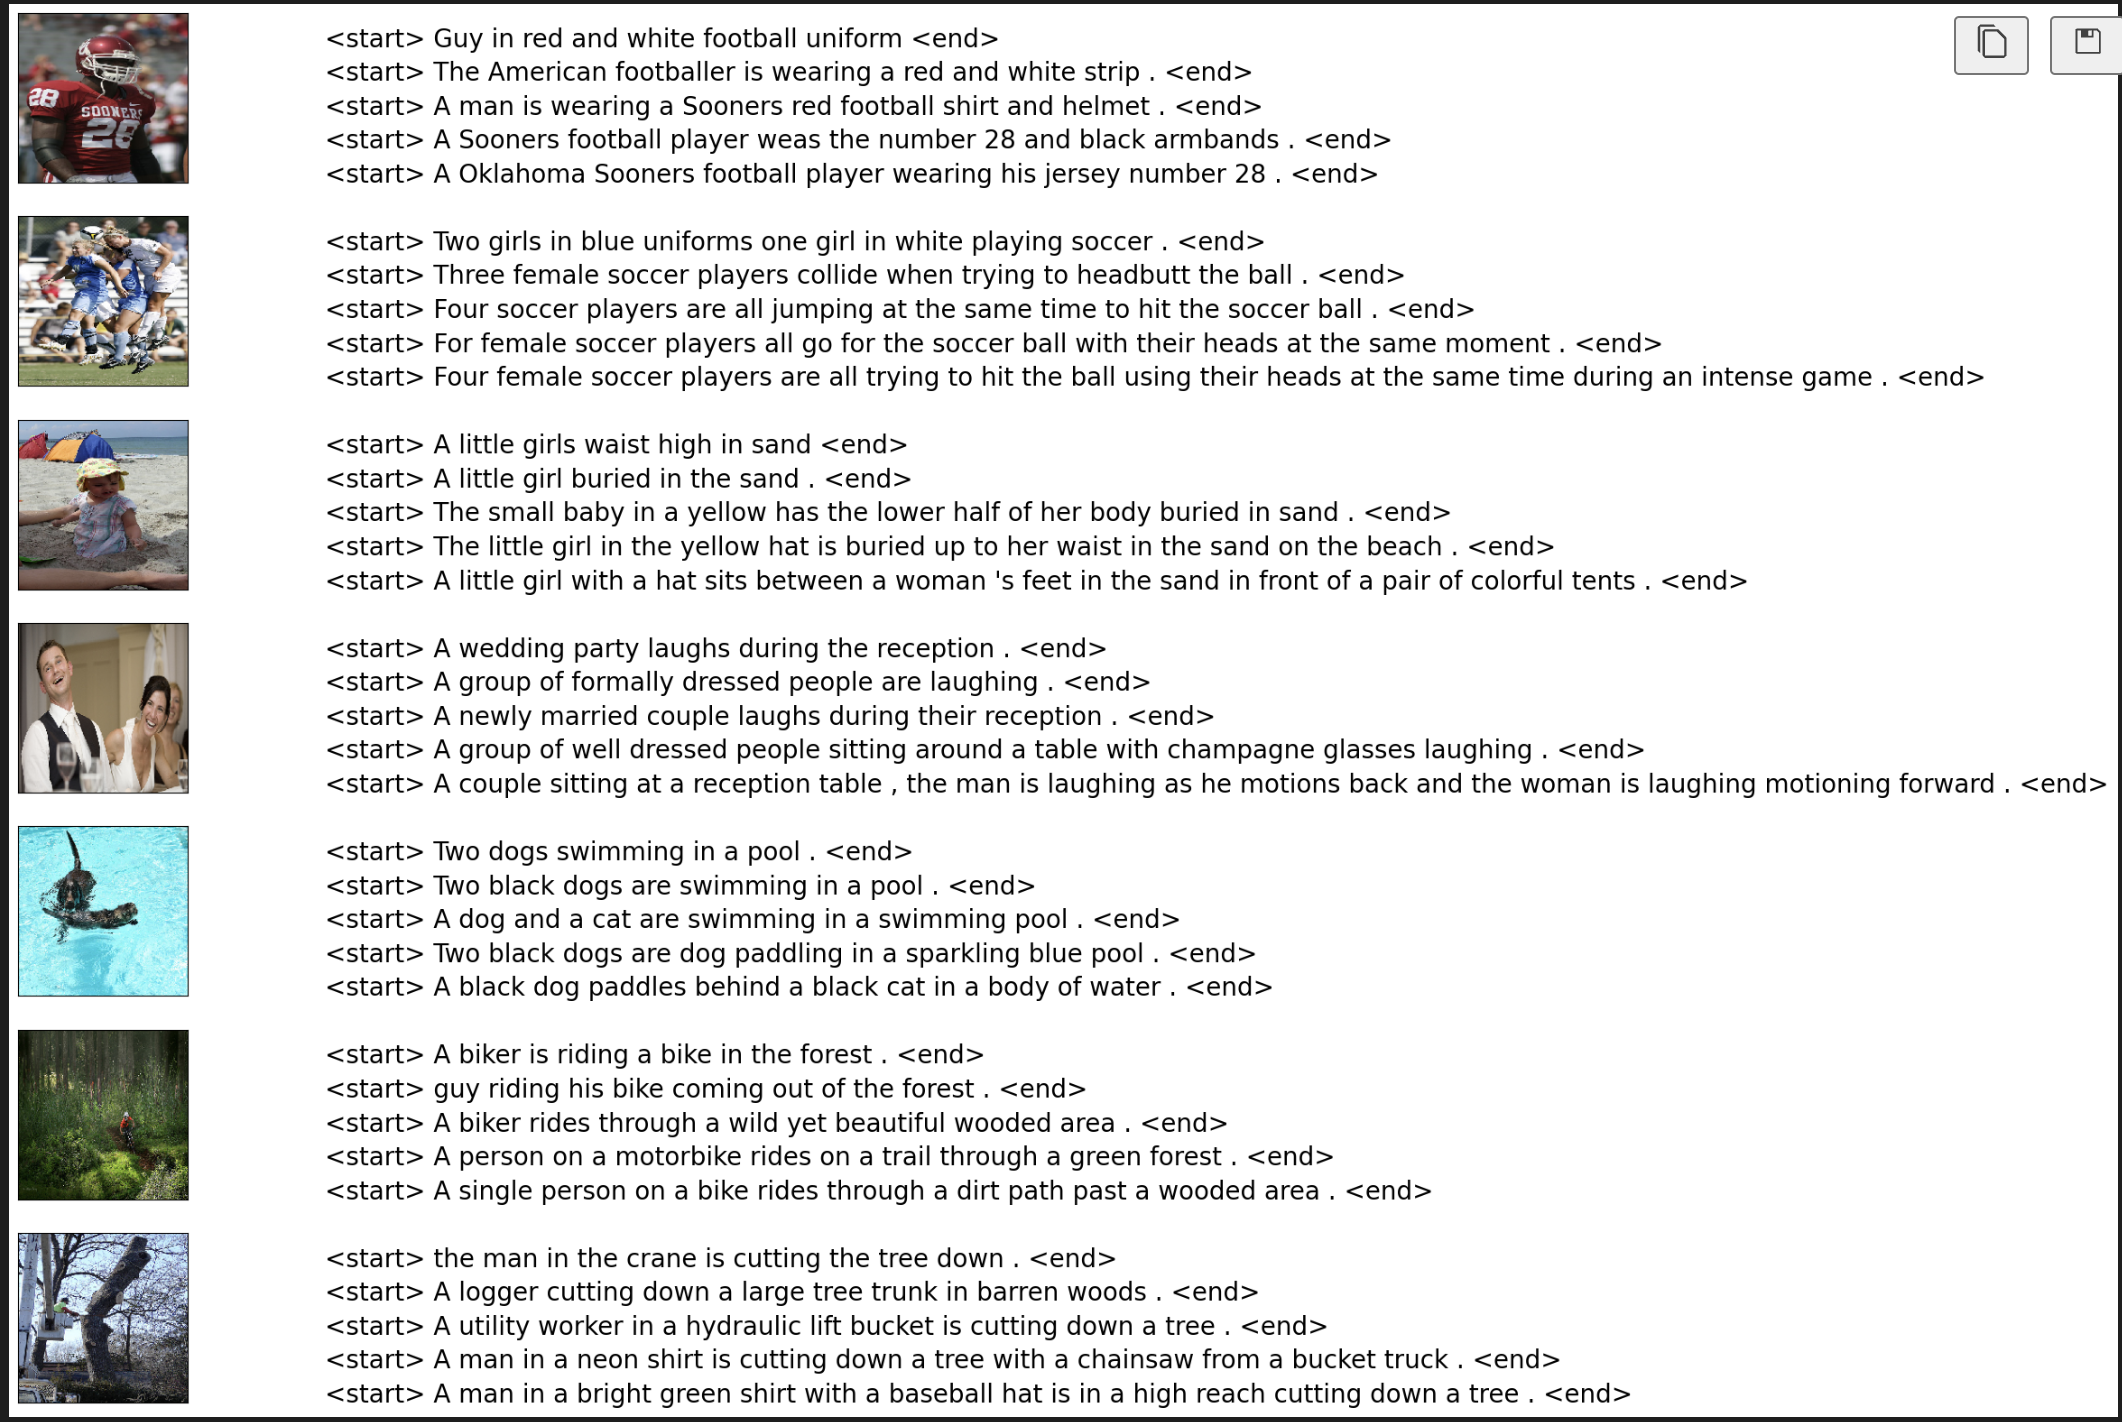 28
SOONERS
28
<start> Guy in red and white football uniform <end>
<start> The American footballer is wearing a red and white strip . <end>
<start> A man is wearing a Sooners red football shirt and helmet . <end>
<start> A Sooners football player weas the number 28 and black armbands . <end>
<start> A Oklahoma Sooners football player wearing his jersey number 28 . <end>
<start> Two girls in blue uniforms one girl in white playing soccer . <end>
<start> Three female soccer players collide when trying to headbutt the ball . <end>
<start> Four soccer players are all jumping at the same time to hit the soccer ball . <end>
<start> For female soccer players all go for the soccer ball with their heads at the same moment . <end>
<start> Four female soccer players are all trying to hit the ball using their heads at the same time during an intense game . <end>
<start> A little girls waist high in sand <end>
<start> A little girl buried in the sand . <end>
<start> The small baby in a yellow has the lower half of her body buried in sand . <end>
<start> The little girl in the yellow hat is buried up to her waist in the sand on the beach . <end>
<start> A little girl with a hat sits between a woman 's feet in the sand in front of a pair of colorful tents . <end>
<start> A wedding party laughs during the reception . <end>
<start> A group of formally dressed people are laughing . <end>
<start> A newly married couple laughs during their reception . <end>
<start> A group of well dressed people sitting around a table with champagne glasses laughing . <end>
<start> A couple sitting at a reception table , the man is laughing as he motions back and the woman is laughing motioning forward . <end>
<start> Two dogs swimming in a pool . <end>
<start> Two black dogs are swimming in a pool . <end>
<start> A dog and a cat are swimming in a swimming pool . <end>
<start> Two black dogs are dog paddling in a sparkling blue pool . <end>
<start> A black dog paddles behind a black cat in a body of water . <end>
<start> A biker is riding a bike in the forest . <end>
<start> guy riding his bike coming out of the forest . <end>
<start> A biker rides through a wild yet beautiful wooded area . <end>
<start> A person on a motorbike rides on a trail through a green forest . <end>
<start> A single person on a bike rides through a dirt path past a wooded area . <end>
<start> the man in the crane is cutting the tree down . <end>
<start> A logger cutting down a large tree trunk in barren woods . <end>
<start> A utility worker in a hydraulic lift bucket is cutting down a tree . <end>
<start> A man in a neon shirt is cutting down a tree with a chainsaw from a bucket truck . <end>
<start> A man in a bright green shirt with a baseball hat is in a high reach cutting down a tree . <end>